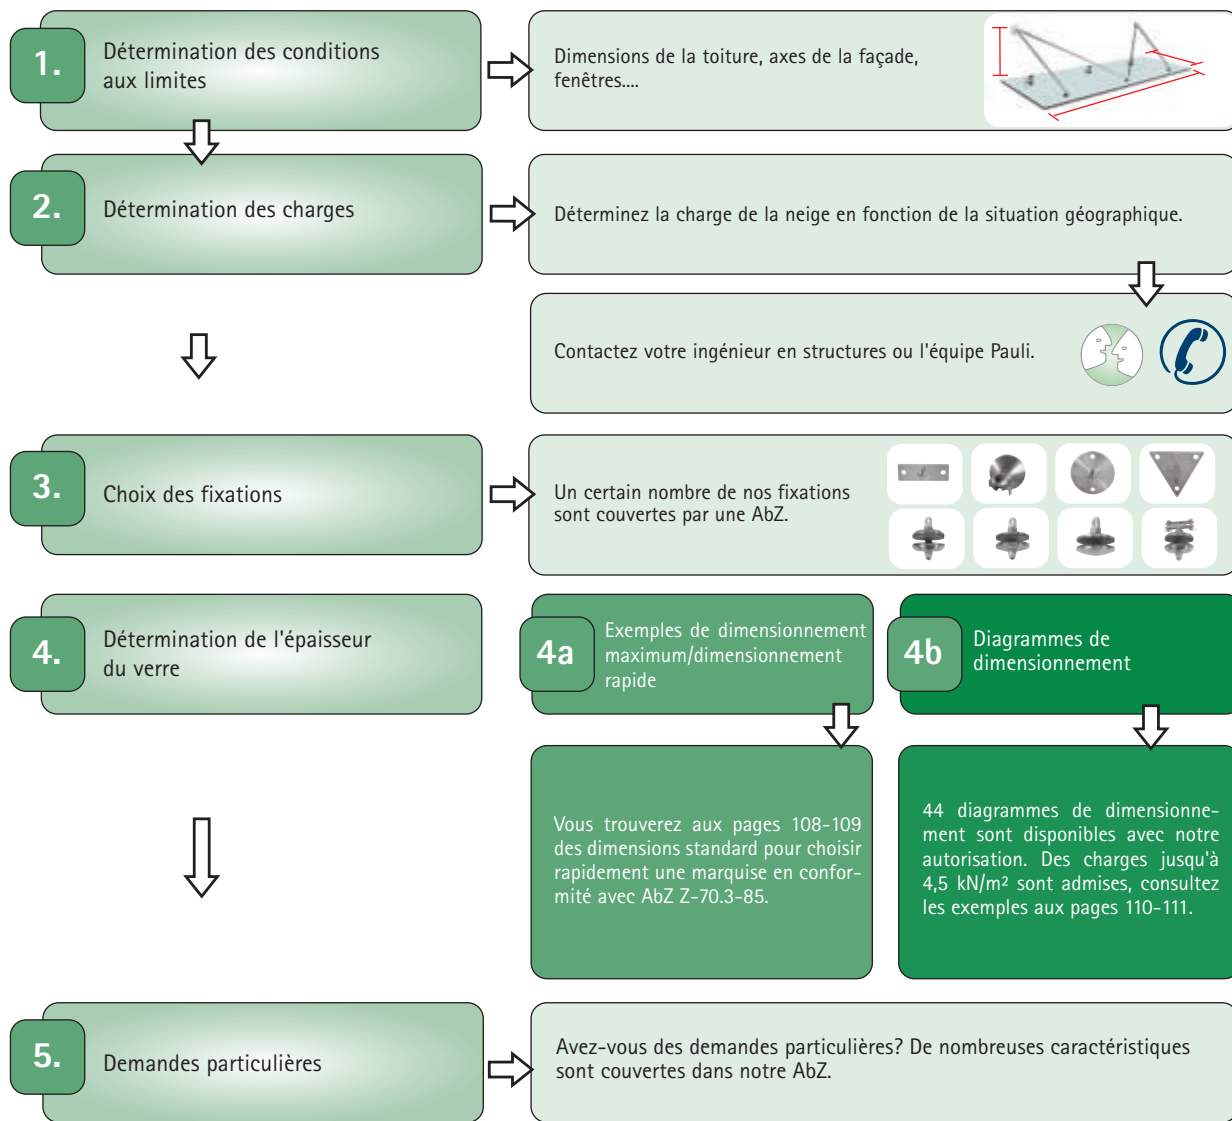 1.
Détermination des conditions
aux limites
Dimensions de la toiture, axes de la façade,
fenêtres....
2.
Détermination des charges
Déterminez la charge de la neige en fonction de la situation géographique.
Contactez votre ingénieur en structures ou l'équipe Pauli.
3.
Choix des fixations
Un certain nombre de nos fixations
sont couvertes par une AbZ.
4.
Détermination de l'épaisseur
du verre
4a
Exemples de dimensionnement
maximum/dimensionnement
rapide
4b
Diagrammes de
dimensionnement
Vous trouverez aux pages 108-109
des dimensions standard pour choisir
rapidement une marquise en confor-
mité avec AbZ Z-70.3-85.
44 diagrammes de dimensionne-
ment sont disponibles avec notre
autorisation. Des charges jusqu'à
4,5 kN/m² sont admises, consultez
les exemples aux pages 110-111.
5.
Demandes particulières
Avez-vous des demandes particulières? De nombreuses caractéristiques
sont couvertes dans notre AbZ.